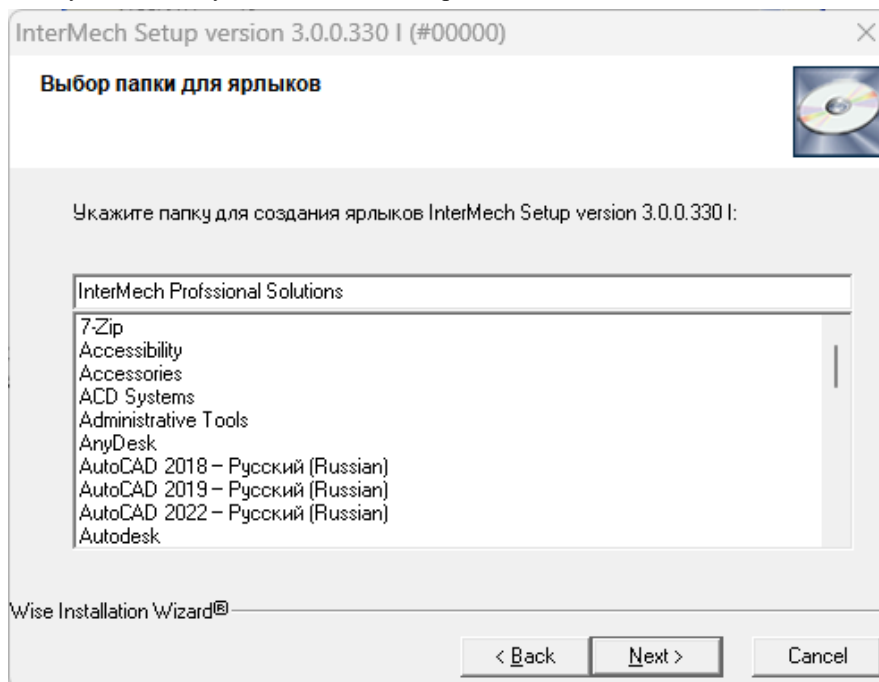 InterMech Setup version 3.0.0.330 I (#00000)
Выбор папки для ярлыков
Укажите папку для создания ярлыков InterMech Setup version 3.0.0.330 I:
InterMech Profssional Solutions
7-Zip
Accessibility
Accessories
ACD Systems
Administrative Tools
AnyDesk
AutoCAD 2018 – Русский (Russian)
AutoCAD 2019 – Русский (Russian)
AutoCAD 2022 – Русский (Russian)
Autodesk
Wise Installation Wizard®
< Back Next > Cancel